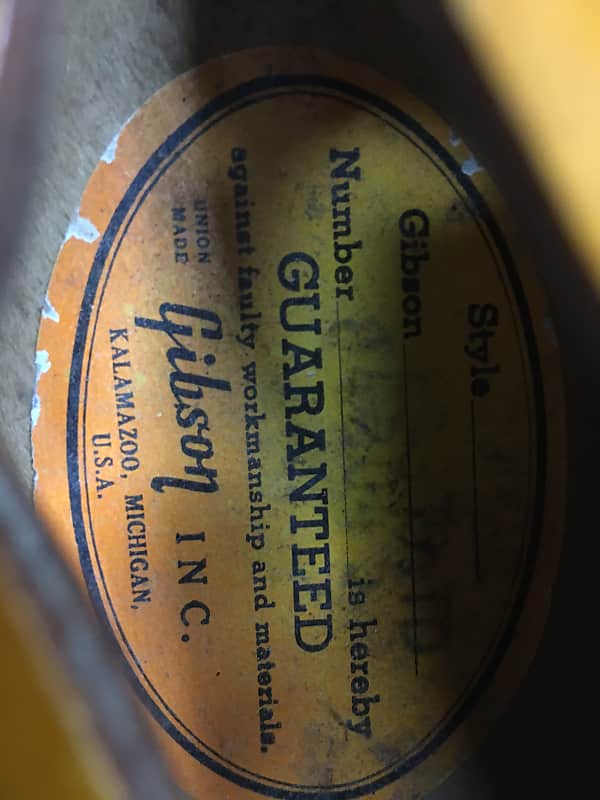 Style
Gibson
Number is hereby
GUARANTEED
against faulty workmanship and materials.
UNION
MADE
Gibson INC.
KALAMAZOO, MICHIGAN,
U.S.A.